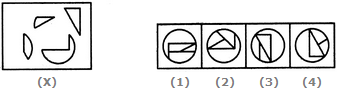 (X) (1) (2) (3) (4)